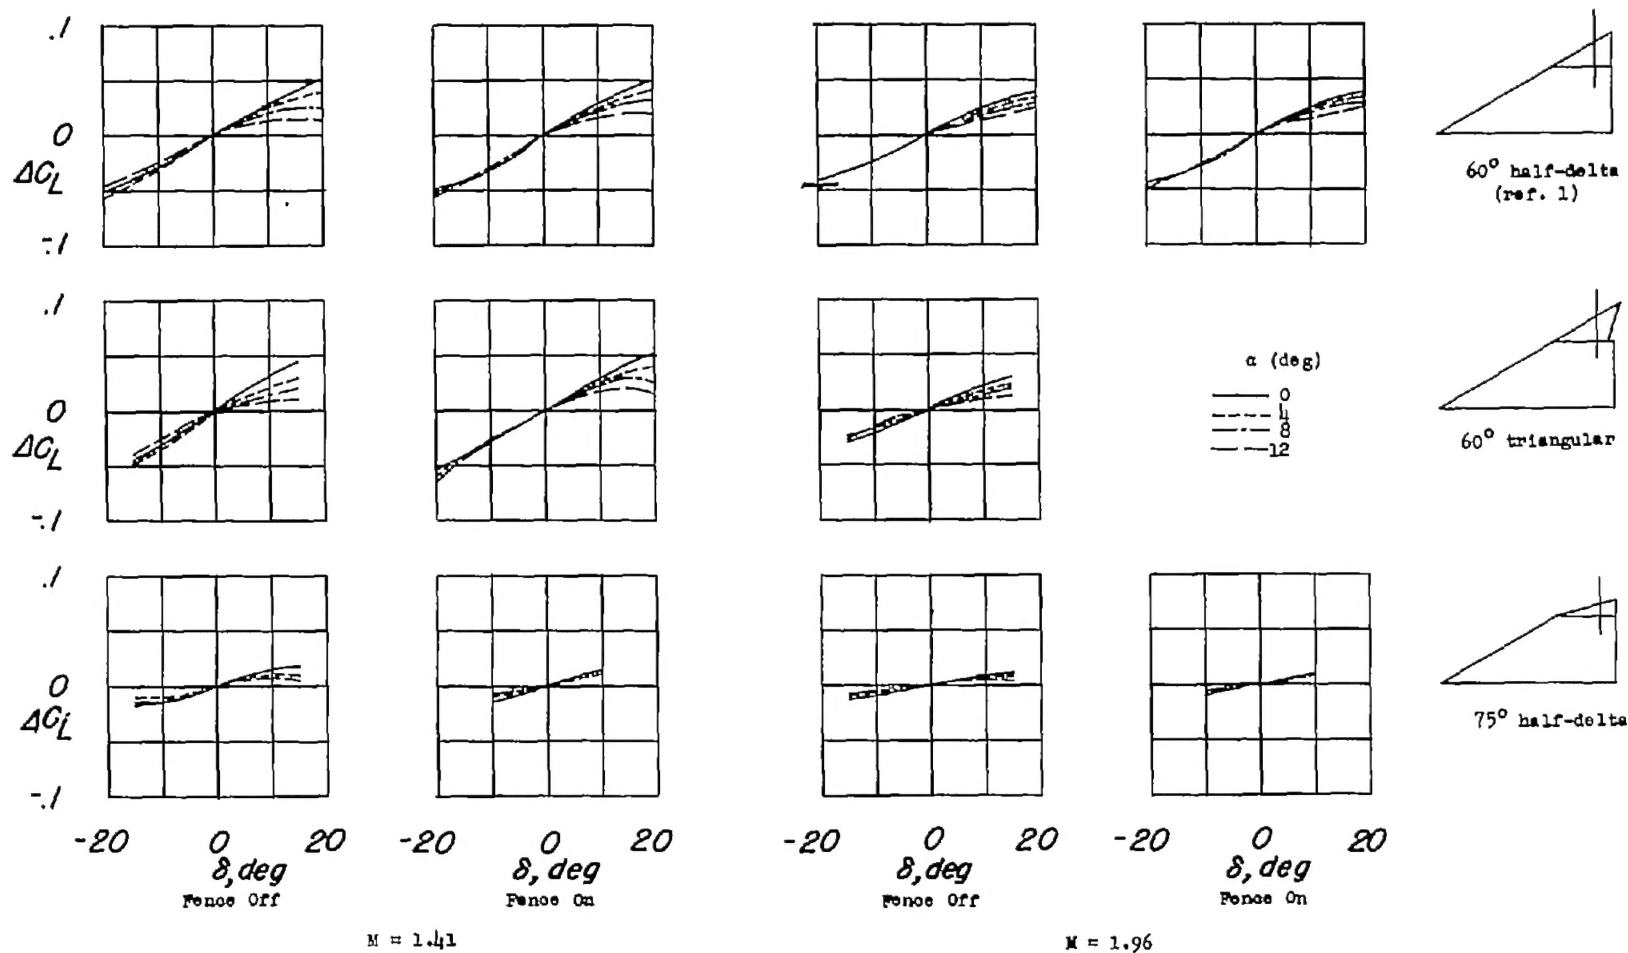 .1
0
ΔC_L
-.1
60° half-delta
(ref. 1)
.1
0
ΔC_L
-.1
α (deg)
0
4
8
12
60° triangular
.1
0
ΔC_L
-.1
75° half-delta
-20 0 20 -20 0 20 -20 0 20 -20 0 20
δ, deg δ, deg δ, deg δ, deg
Fence Off Fence On Fence Off Fence On
M = 1.41 M = 1.96